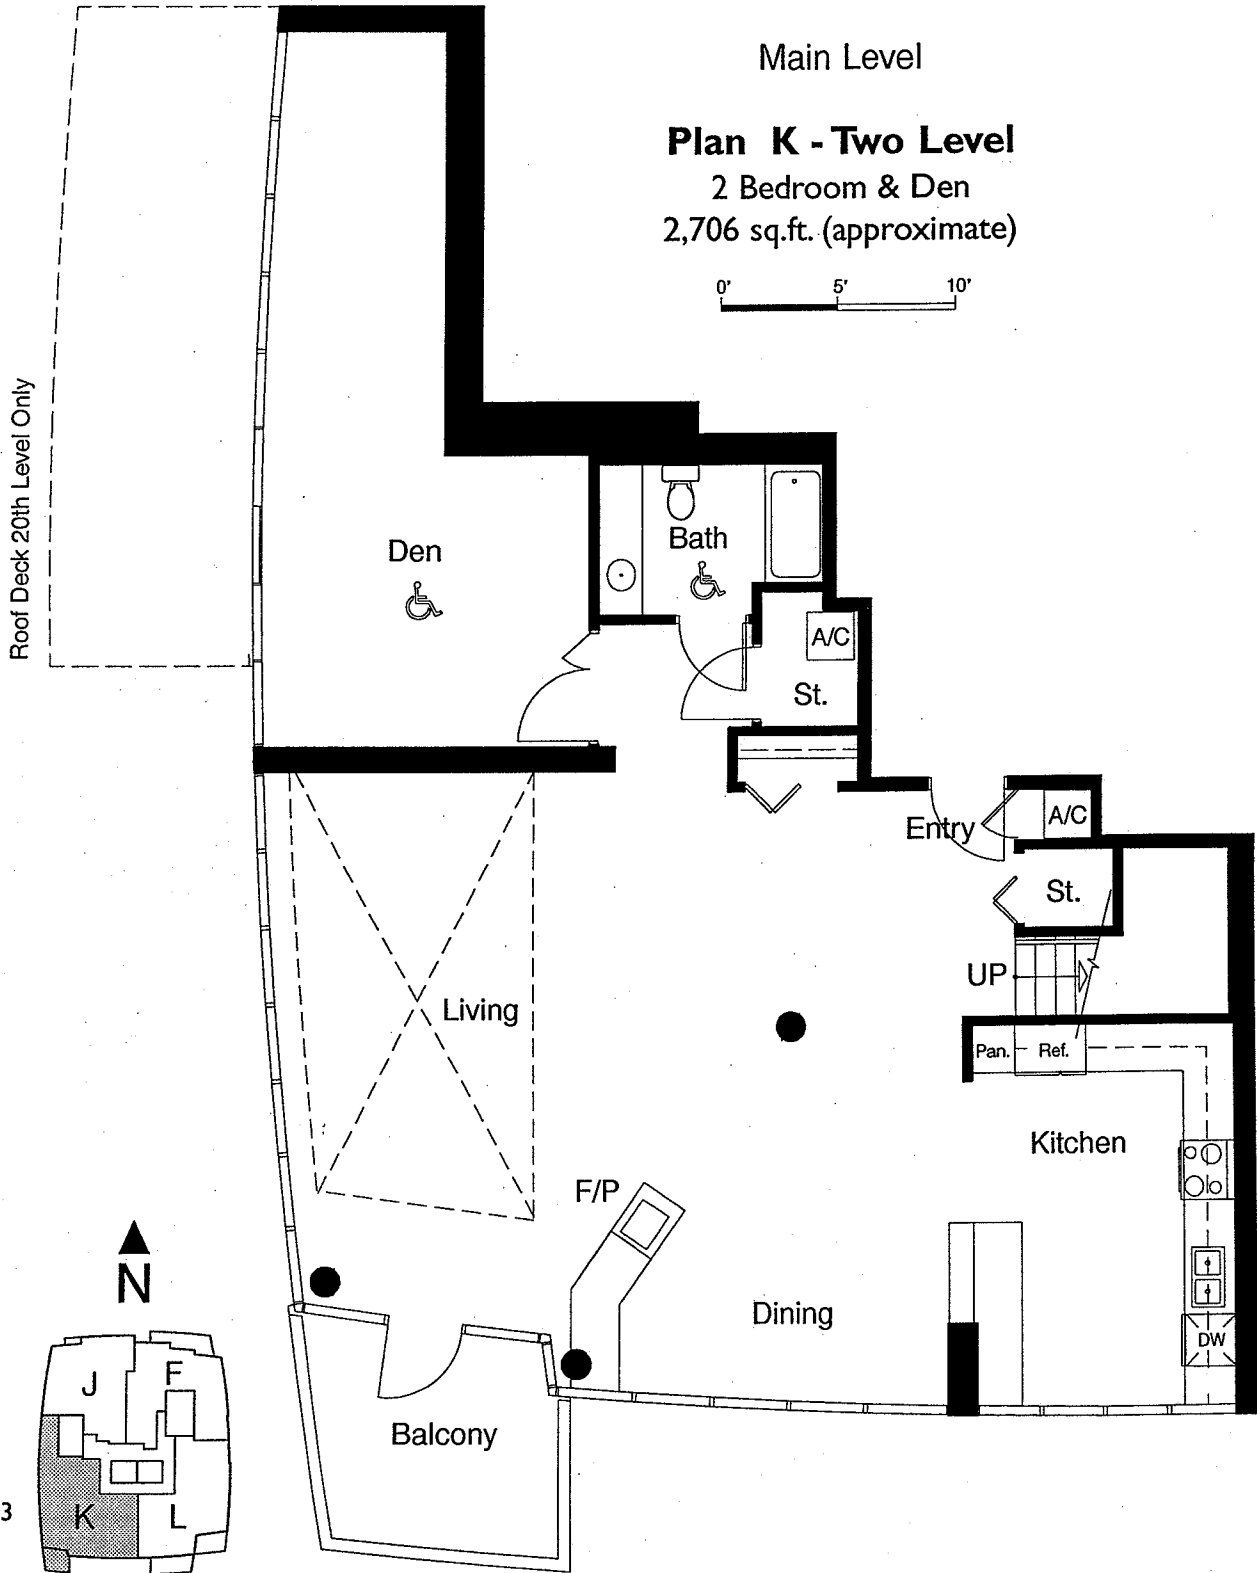 Main Level
Plan K - Two Level
2 Bedroom & Den
2,706 sq.ft. (approximate)
0' 5' 10'
Roof Deck 20th Level Only
Den
Bath
A/C
St.
Entry
A/C
St.
UP
Living
Pan.
Ref.
Kitchen
F/P
Dining
DW
Balcony
N
J
F
K
L
3